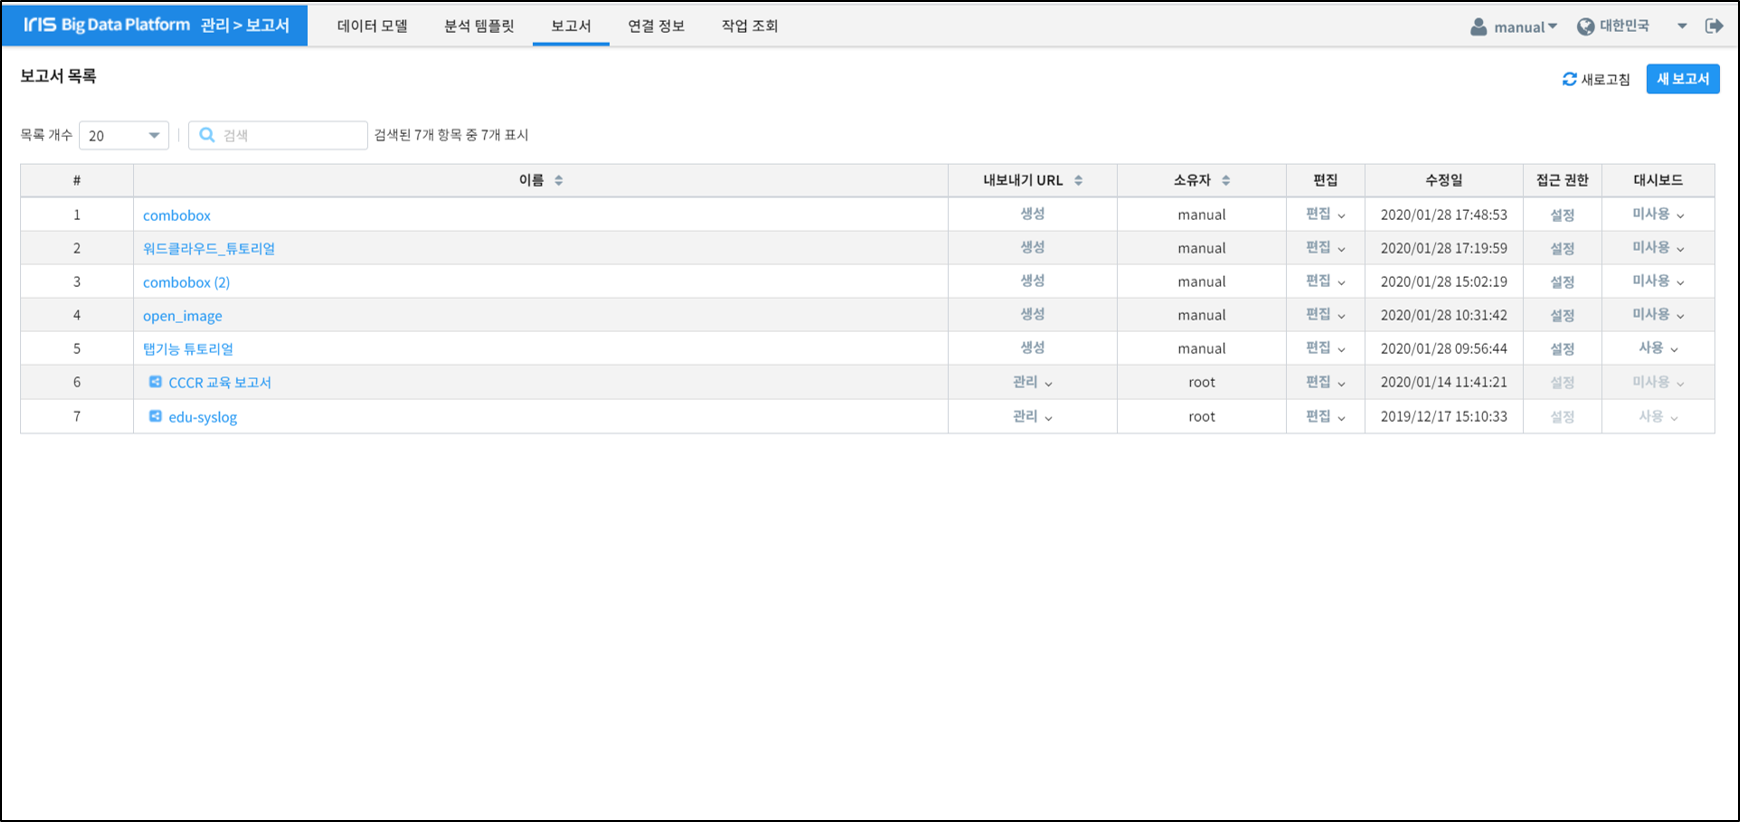 IRIS Big Data Platform 관리 > 보고서 데이터 모델 분석 템플릿 보고서 연결 정보 작업 조회 manual 대한민국
보고서 목록 새로고침 새 보고서
목록 개수 20 검색 검색된 7개 항목 중 7개 표시
# 이름 내보내기 URL 소유자 편집 수정일 접근 권한 대시보드
1 combobox 생성 manual 편집 2020/01/28 17:48:53 설정 미사용
2 워드클라우드_튜토리얼 생성 manual 편집 2020/01/28 17:19:59 설정 미사용
3 combobox (2) 생성 manual 편집 2020/01/28 15:02:19 설정 미사용
4 open_image 생성 manual 편집 2020/01/28 10:31:42 설정 미사용
5 탭기능 튜토리얼 생성 manual 편집 2020/01/28 09:56:44 설정 사용
6 CCCR 교육 보고서 관리 root 편집 2020/01/14 11:41:21 설정 미사용
7 edu-syslog 관리 root 편집 2019/12/17 15:10:33 설정 사용